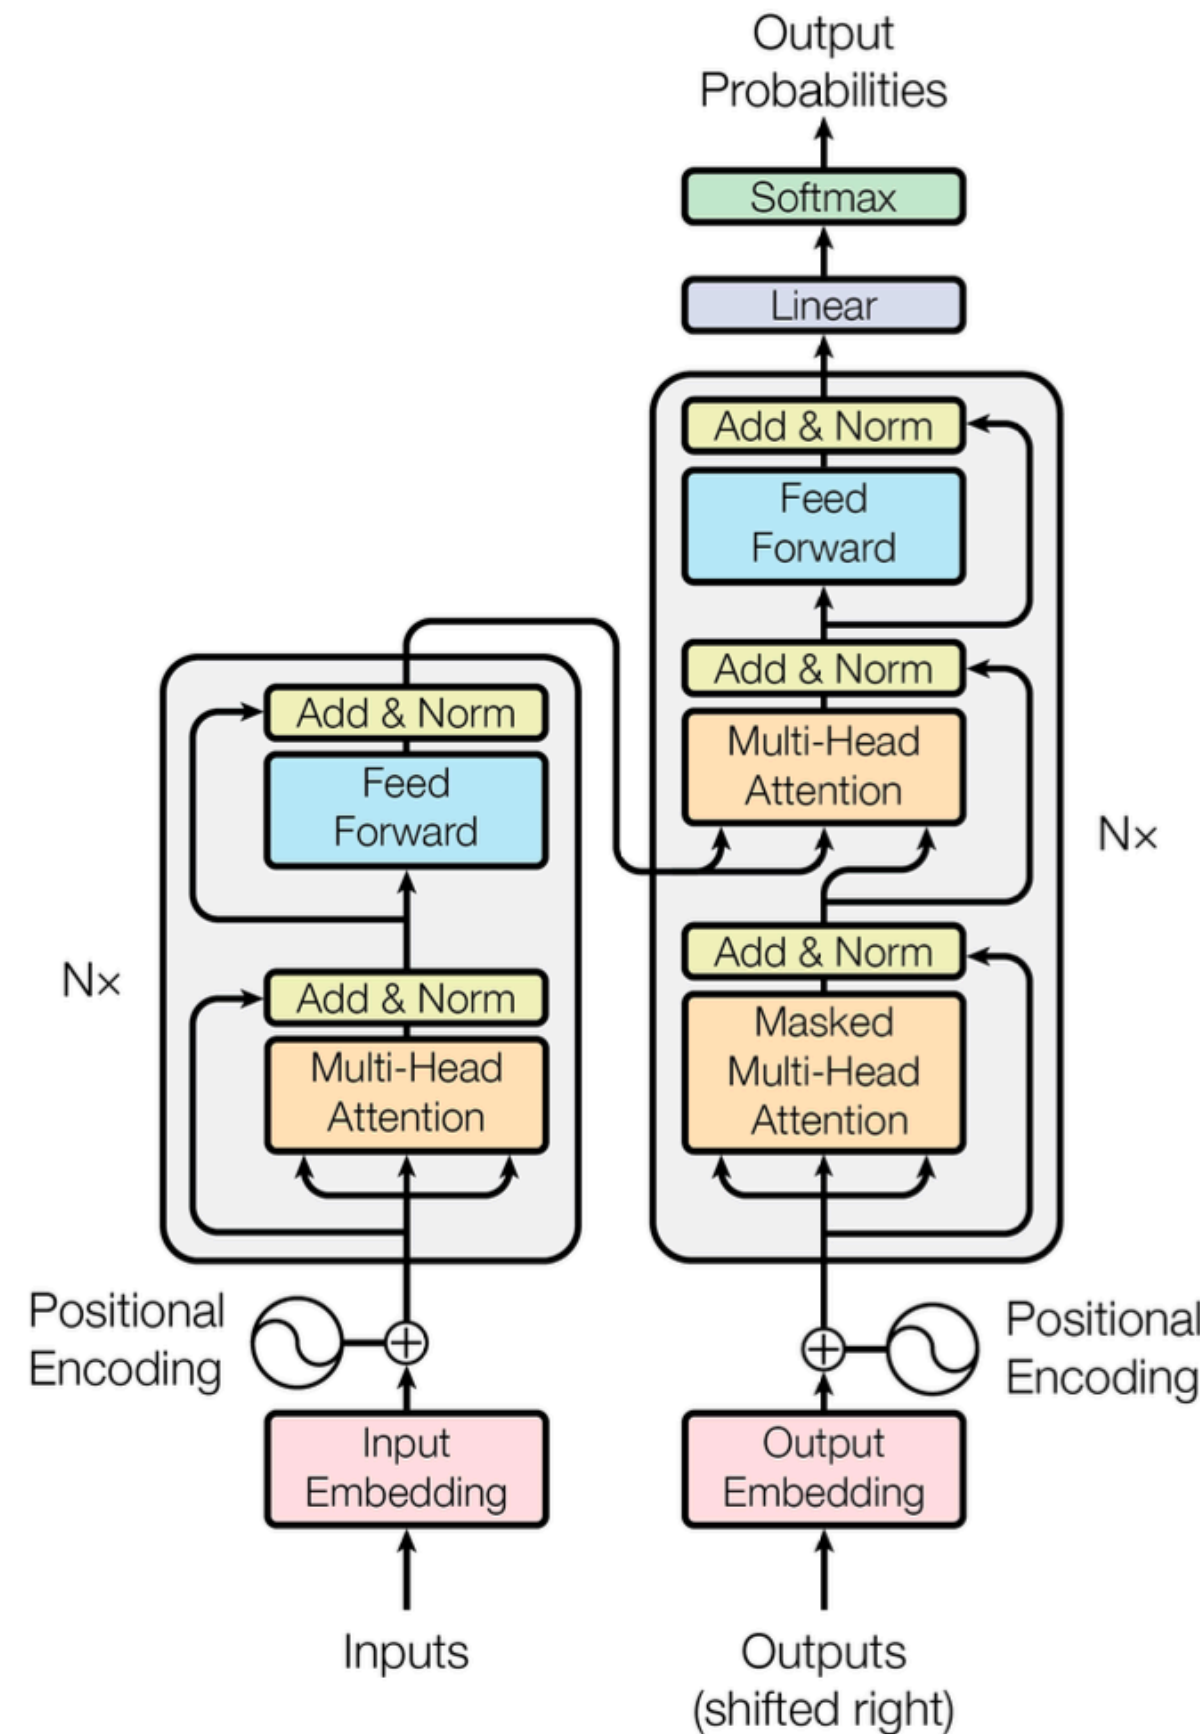 Output
Probabilities
Softmax
Linear
Add & Norm
Feed
Forward
Add & Norm
Multi-Head
Attention
Nx
Add & Norm
Masked
Multi-Head
Attention
Add & Norm
Feed
Forward
Nx
Add & Norm
Multi-Head
Attention
Positional
Encoding
Positional
Encoding
Input
Embedding
Output
Embedding
Inputs
Outputs
(shifted right)